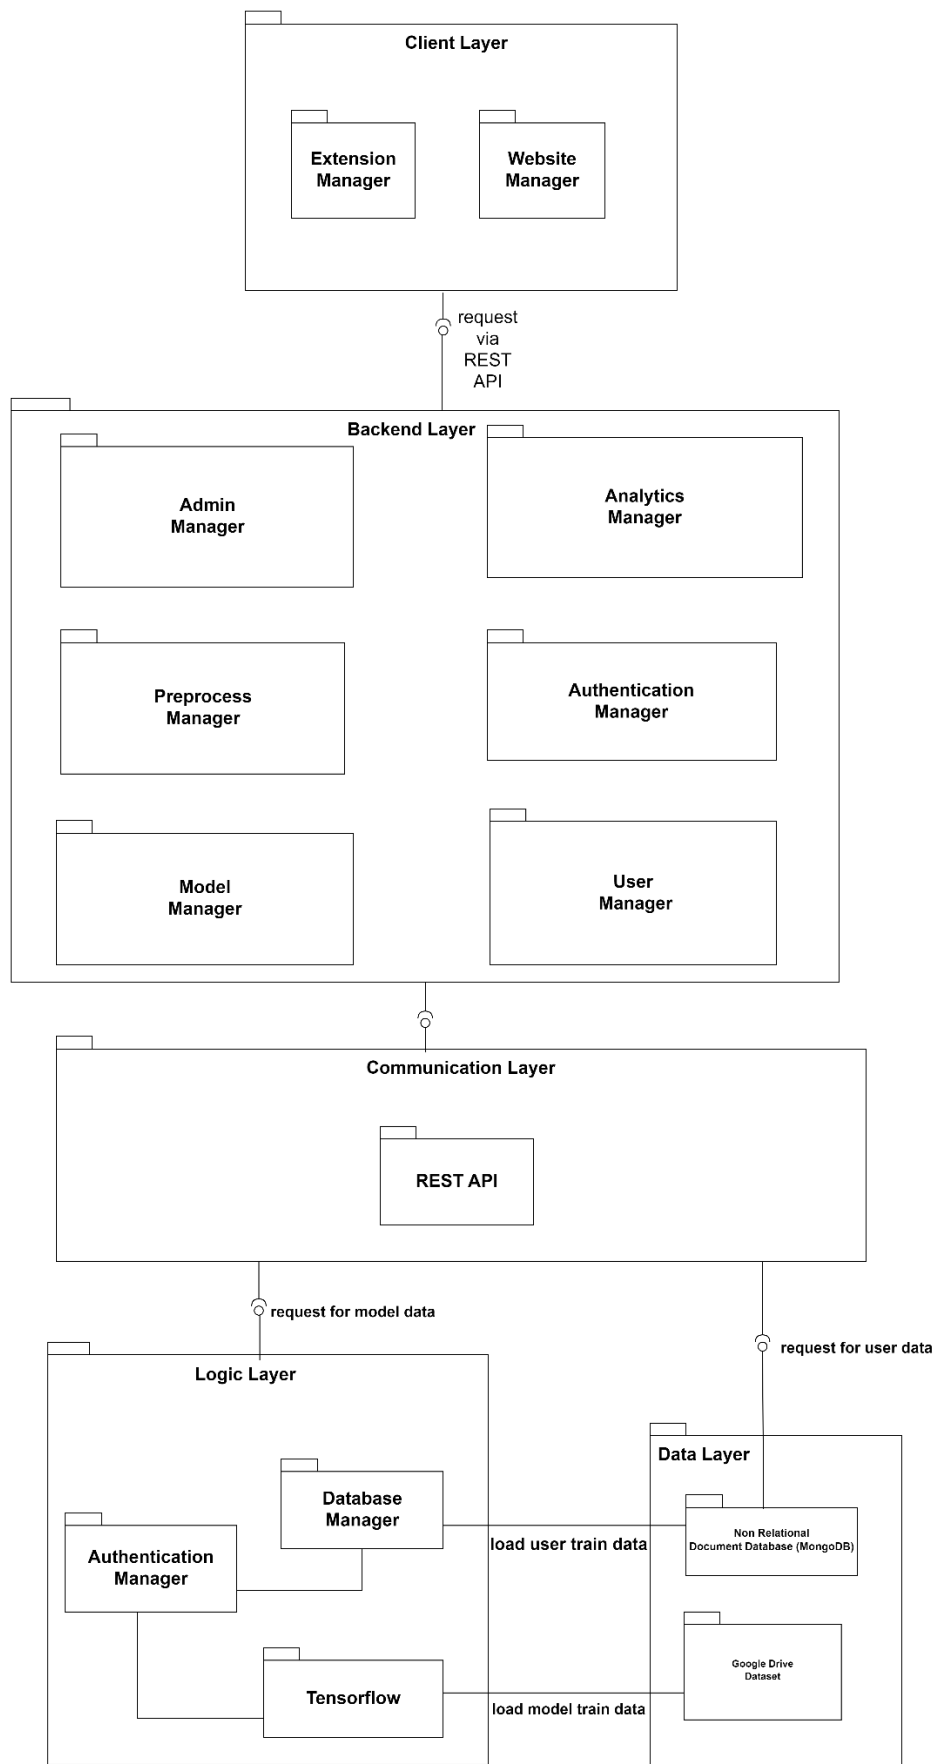 Client Layer
Extension
Manager
Website
Manager
request
via
REST
API
Backend Layer
Admin
Manager
Analytics
Manager
Preprocess
Manager
Authentication
Manager
Model
Manager
User
Manager
Communication Layer
REST API
request for model data
request for user data
Logic Layer
Data Layer
Database
Manager
Non Relational
Document Database (MongoDB)
load user train data
Authentication
Manager
Google Drive
Dataset
Tensorflow
load model train data